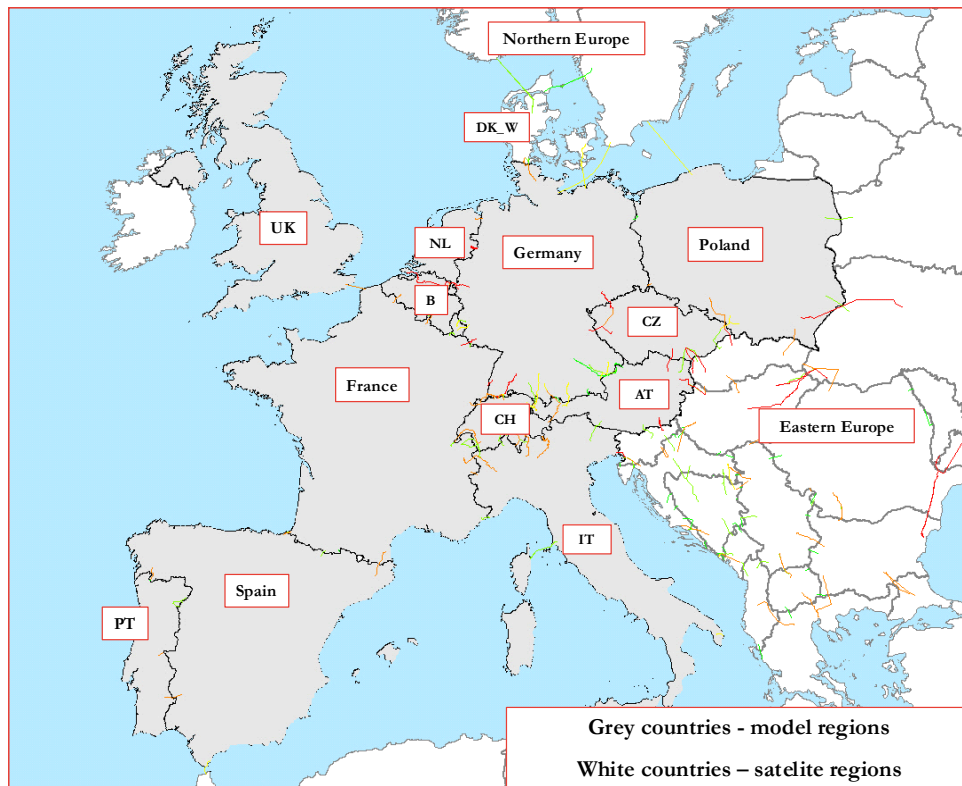 Northern Europe
DK_W
UK
NL
Germany
Poland
B
CZ
France
AT
CH
Eastern Europe
IT
Spain
PT
Grey countries - model regions
White countries – satelite regions